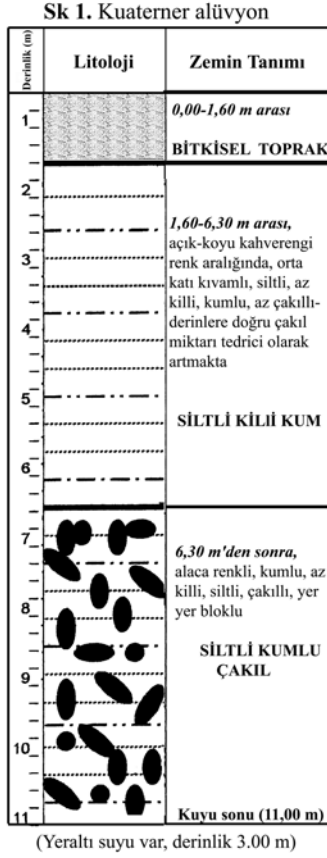 Sk 1. Kuaterner alüvyon
Derinlik (m)
Litoloji
Zemin Tanımı
1
0,00-1,60 m arası
BİTKİSEL TOPRAK
2
1,60-6,30 m arası,
açık-koyu kahverengi
3
renk aralığında, orta
katı kıvamlı, siltli, az
killi, kumlu, az çakıllı-
4
derinlere doğru çakıl
miktarı tedrici olarak
artmakta
5
SİLTLİ KİLİİ KUM
6
7
6,30 m'den sonra,
alaca renkli, kumlu, az
killi, siltli, çakıllı, yer
8
yer bloklu
SİLTLİ KUMLU
ÇAKIL
9
10
11
Kuyu sonu (11,00 m)
(Yeraltı suyu var, derinlik 3.00 m)